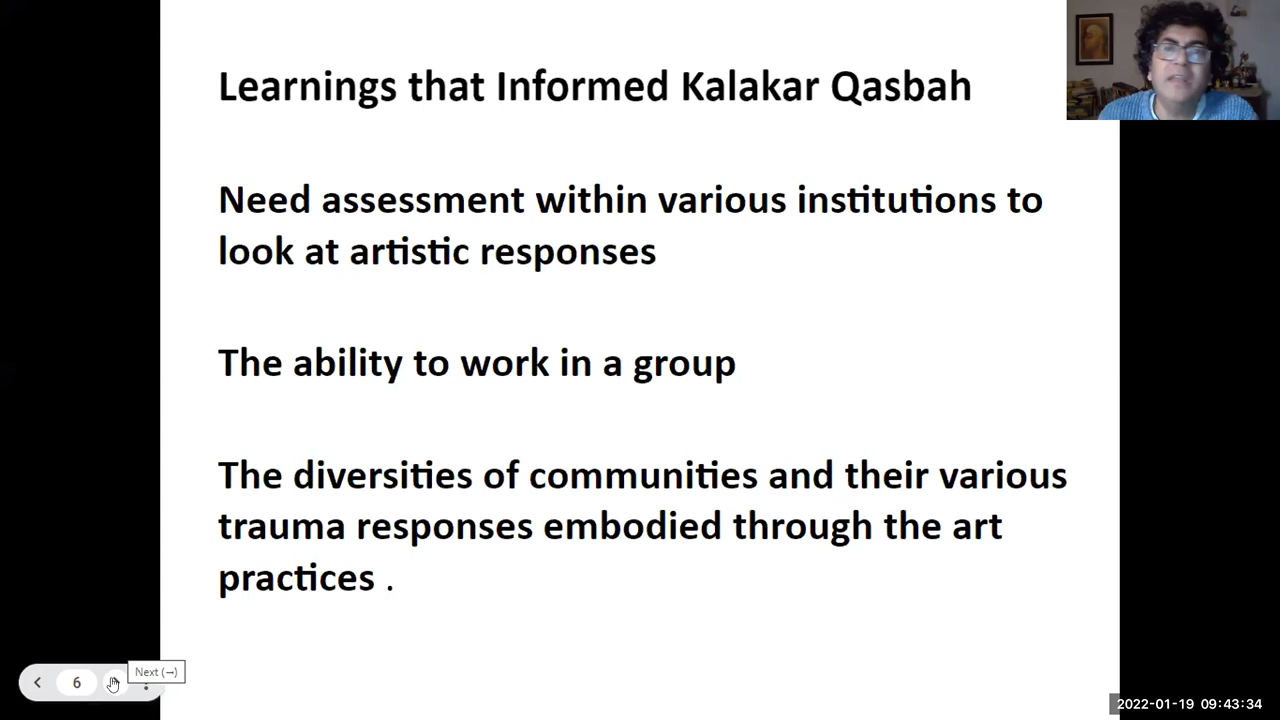 Learnings that Informed Kalakar Qasbah
Need assessment within various institutions to
look at artistic responses
The ability to work in a group
The diversities of communities and their various
trauma responses embodied through the art
practices .
6
Next (→)
2022-01-19 09:43:34